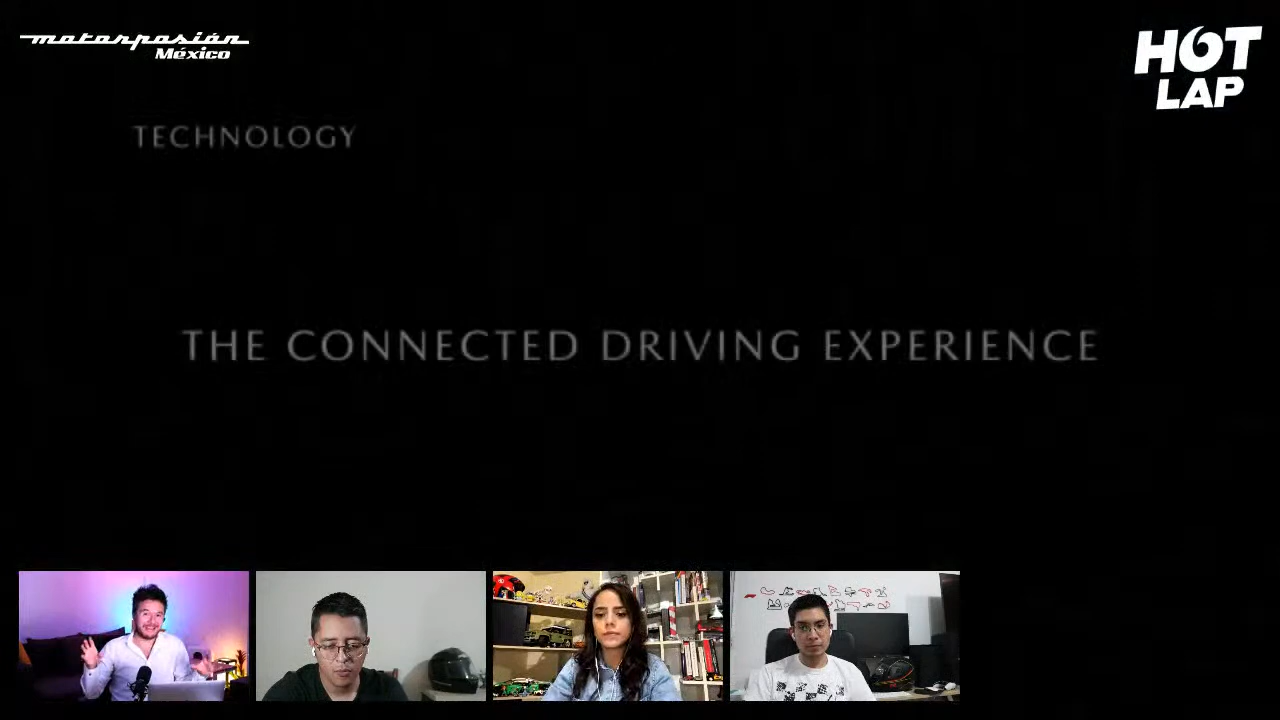 motorpasión
México
HOT
LAP
TECHNOLOGY
THE CONNECTED DRIVING EXPERIENCE